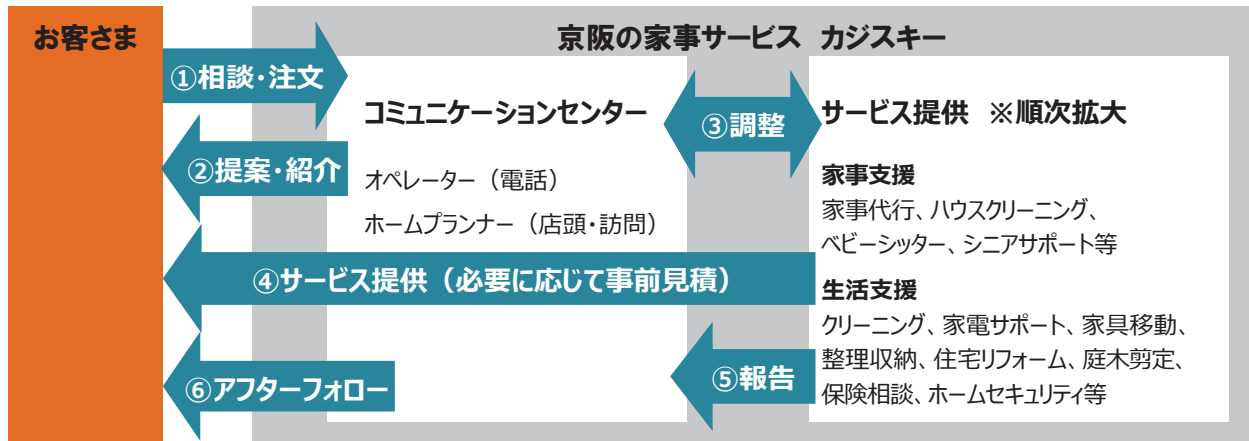 お客さま
京阪の家事サービス カジスキー
①相談・注文
コミュニケーションセンター
③調整
サービス提供 ※順次拡大
②提案・紹介
オペレーター（電話）
ホームプランナー（店頭・訪問）
家事支援
家事代行、ハウスクリーニング、
ベビーシッター、シニアサポート等
④サービス提供（必要に応じて事前見積）
生活支援
クリーニング、家電サポート、家具移動、
整理収納、住宅リフォーム、庭木剪定、
保険相談、ホームセキュリティ等
⑤報告
⑥アフターフォロー